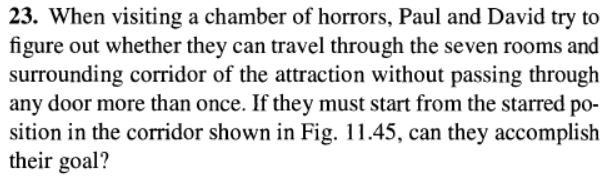 23. When visiting a chamber of horrors, Paul and David try to
figure out whether they can travel through the seven rooms and
surrounding corridor of the attraction without passing through
any door more than once. If they must start from the starred po-
sition in the corridor shown in Fig. 11.45, can they accomplish
their goal?